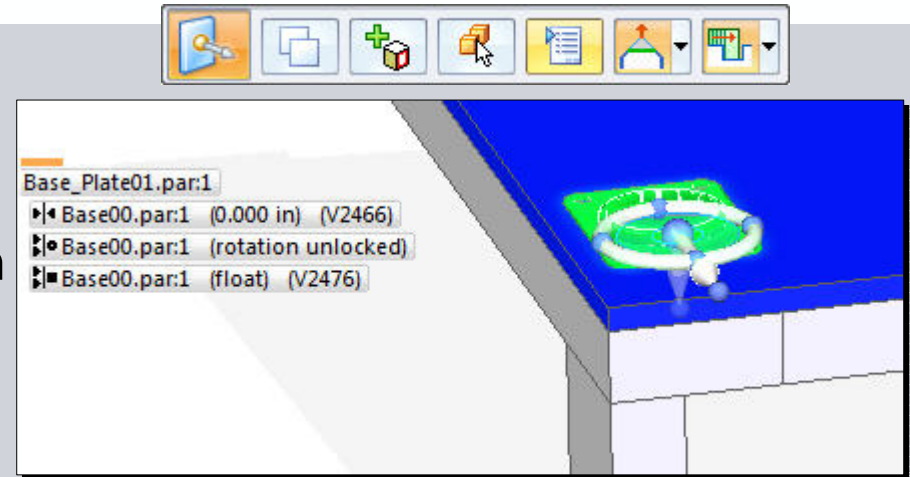 Base_Plate01.par:1
Base00.par:1 (0.000 in) (V2466)
Base00.par:1 (rotation unlocked)
Base00.par:1 (float) (V2476)